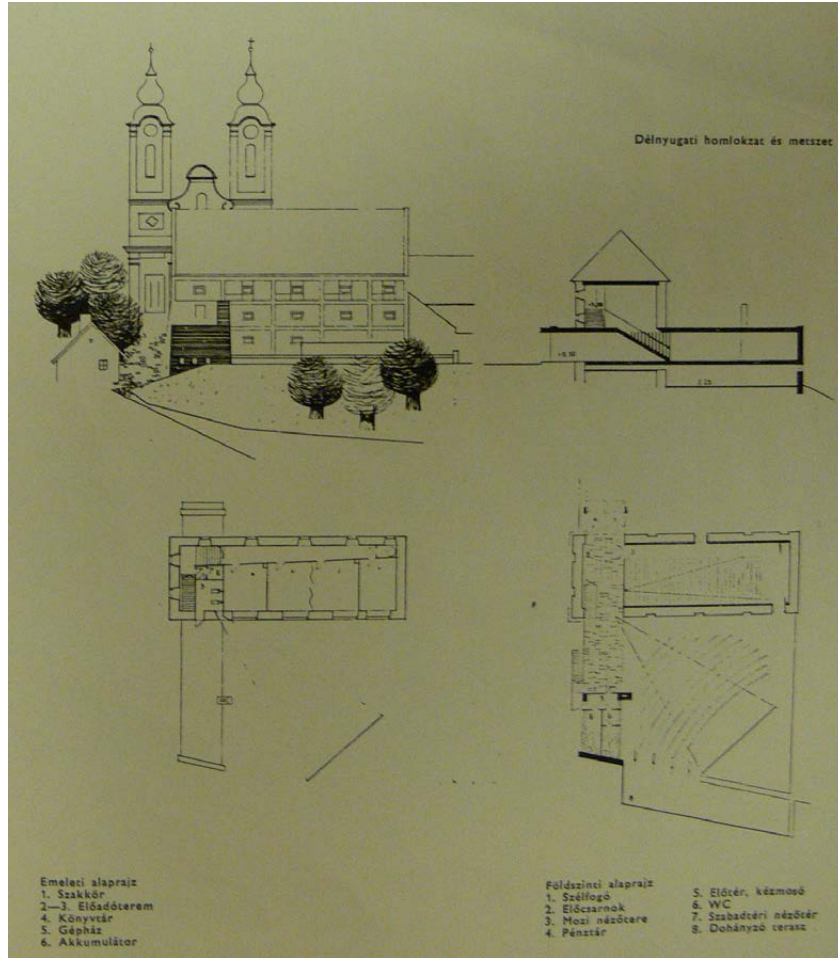 Délnyugati homlokzat és metszet
Emeleti alaprajz
1. Szakkör
2—3. Előadóterem
4. Könyvtár
5. Gépház
6. Akkumulátor
Földszinti alaprajz
1. Szélfogó
2. Előcsarnok
3. Mozi nézőtere
4. Pénztár
5. Előtér, kézmosó
6. WC
7. Szabadtéri nézőtér
8. Dohányzó terasz